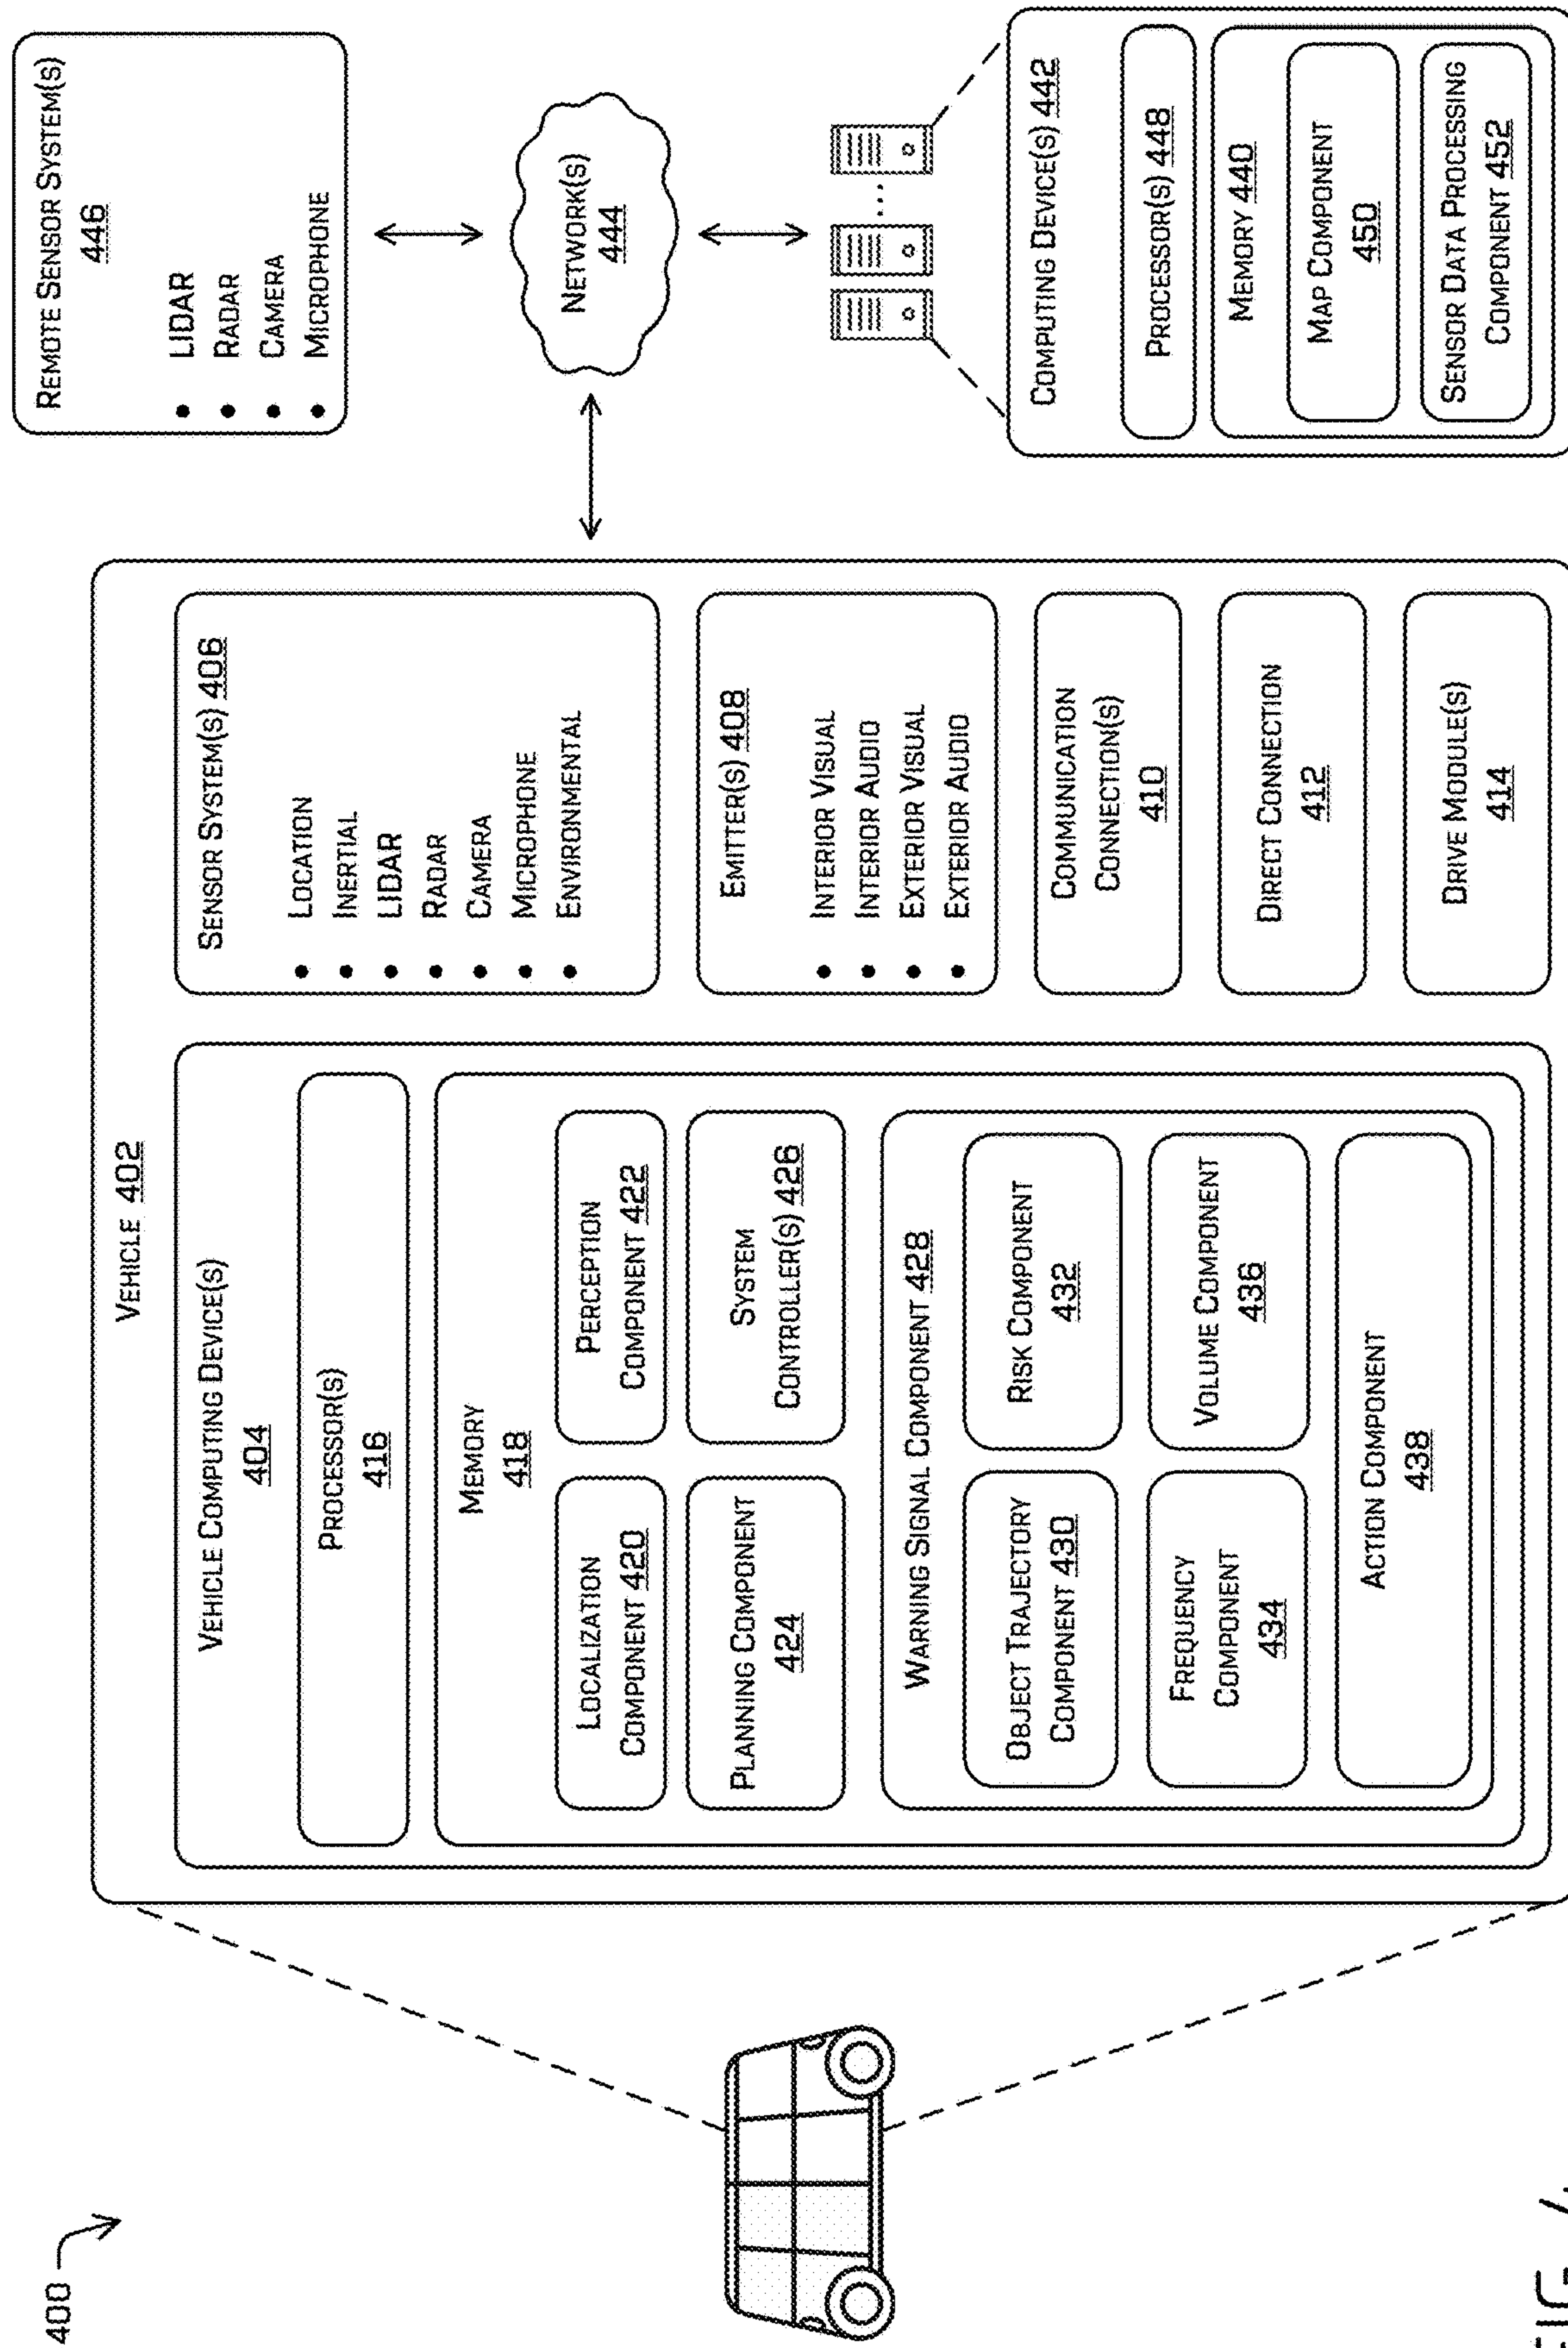 400
VEHICLE 402
VEHICLE COMPUTING DEVICE(S)
404
PROCESSOR(S)
416
MEMORY
418
LOCALIZATION
COMPONENT 420
PERCEPTION
COMPONENT 422
PLANNING COMPONENT
424
SYSTEM
CONTROLLER(S) 426
WARNING SIGNAL COMPONENT 428
OBJECT TRAJECTORY
COMPONENT 430
RISK COMPONENT
432
FREQUENCY
COMPONENT
434
VOLUME COMPONENT
436
ACTION COMPONENT
438
SENSOR SYSTEM(S) 406
• LOCATION
• INERTIAL
• LIDAR
• RADAR
• CAMERA
• MICROPHONE
• ENVIRONMENTAL
EMITTER(S) 408
• INTERIOR VISUAL
• INTERIOR AUDIO
• EXTERIOR VISUAL
• EXTERIOR AUDIO
COMMUNICATION
CONNECTION(S)
410
DIRECT CONNECTION
412
DRIVE MODULE(S)
414
REMOTE SENSOR SYSTEM(S)
446
• LIDAR
• RADAR
• CAMERA
• MICROPHONE
NETWORK(S)
444
COMPUTING DEVICE(S) 442
PROCESSOR(S) 448
MEMORY 440
MAP COMPONENT
450
SENSOR DATA PROCESSING
COMPONENT 452
FIG. 4